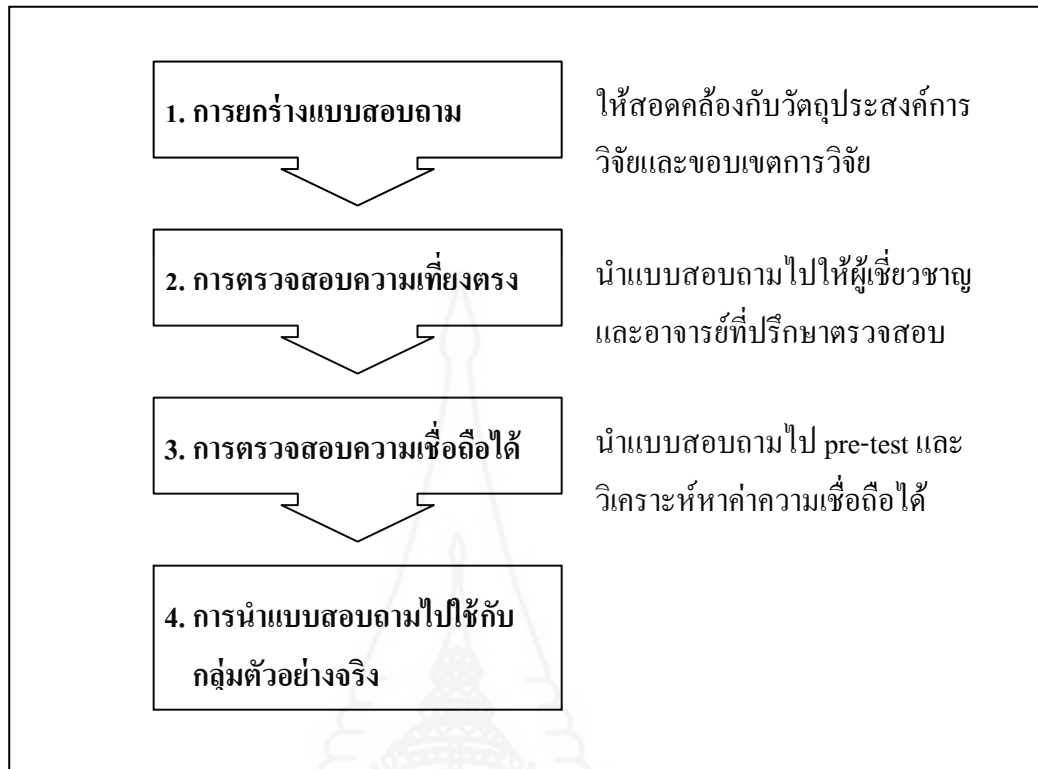 1. การยกร่างแบบสอบถาม
ให้สอดคล้องกับวัตถุประสงค์การ
วิจัยและขอบเขตการวิจัย
2. การตรวจสอบความเที่ยงตรง
นำแบบสอบถามไปให้ผู้เชี่ยวชาญ
และอาจารย์ที่ปรึกษาตรวจสอบ
3. การตรวจสอบความเชื่อถือได้
นำแบบสอบถามไป pre-test และ
วิเคราะห์หาค่าความเชื่อถือได้
4. การนำแบบสอบถามไปใช้กับ
กลุ่มตัวอย่างจริง